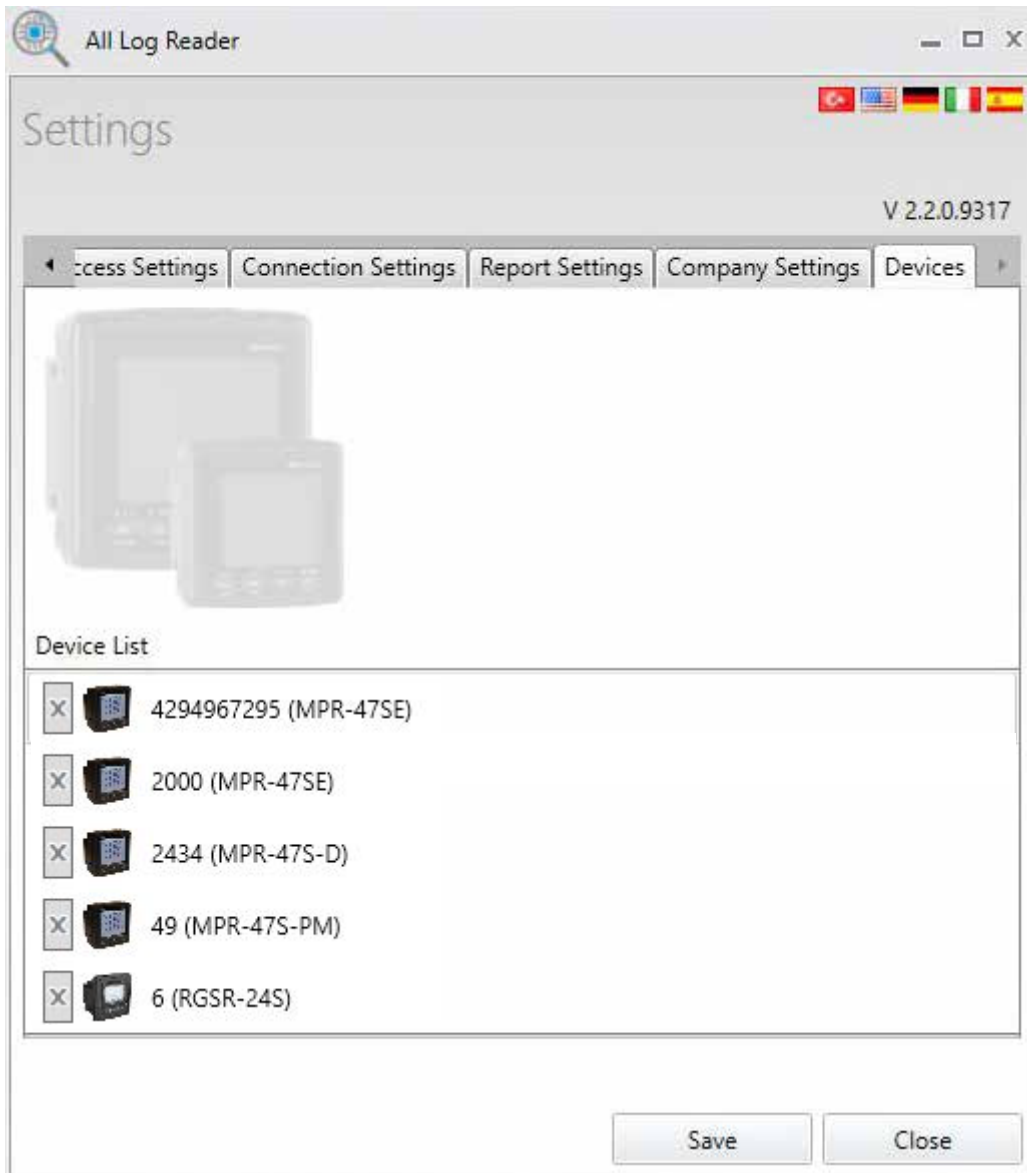 All Log Reader
Settings
V 2.2.0.9317
ccess Settings Connection Settings Report Settings Company Settings Devices
Device List
X 4294967295 (MPR-47SE)
X 2000 (MPR-47SE)
X 2434 (MPR-47S-D)
X 49 (MPR-47S-PM)
X 6 (RGSR-24S)
Save Close